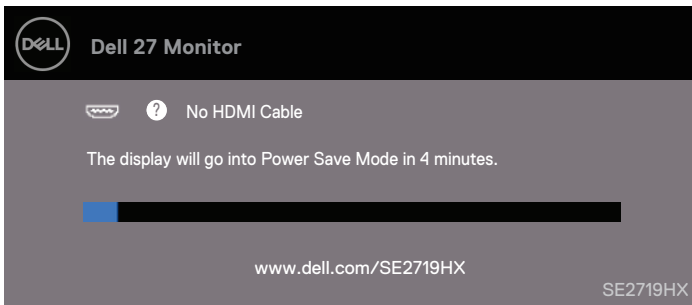 DELL
Dell 27 Monitor
? No HDMI Cable
The display will go into Power Save Mode in 4 minutes.
www.dell.com/SE2719HX
SE2719HX